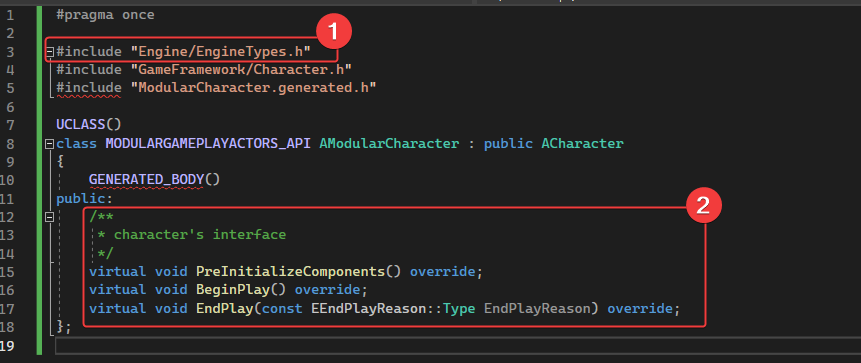 1 #pragma once
2
3 #include "Engine/EngineTypes.h"
1
4 #include "GameFramework/Character.h"
5 #include "ModularCharacter.generated.h"
6
7 UCLASS()
8 class MODULARGAMEPLAYACTORS_API AModularCharacter : public ACharacter
9 {
10 GENERATED_BODY()
11 public:
2
12 /**
13 * character's interface
14 */
15 virtual void PreInitializeComponents() override;
16 virtual void BeginPlay() override;
17 virtual void EndPlay(const EEndPlayReason::Type EndPlayReason) override;
18 };
19